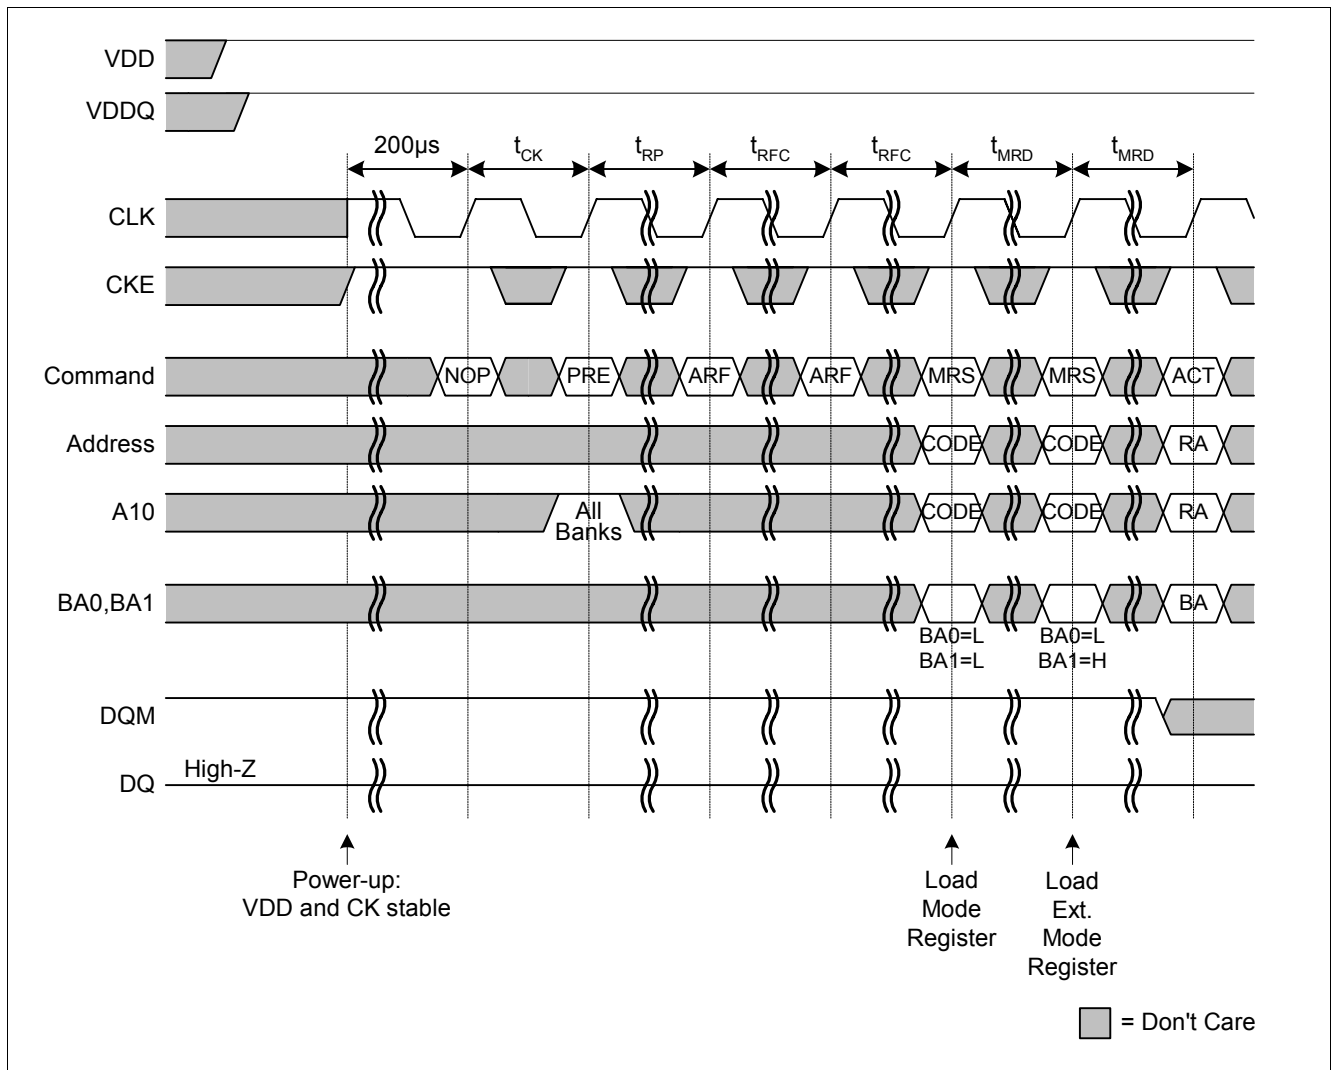 VDD
VDDQ
200µs tCK tRP tRFC tRFC tMRD tMRD
CLK
CKE
Command NOP PRE ARF ARF MRS MRS ACT
Address CODE CODE RA
A10 All Banks CODE CODE RA
BA0,BA1 BA
BA0=L BA0=L
BA1=L BA1=H
DQM
DQ High-Z
Power-up:
VDD and CK stable
Load
Mode
Register
Load
Ext.
Mode
Register
= Don't Care